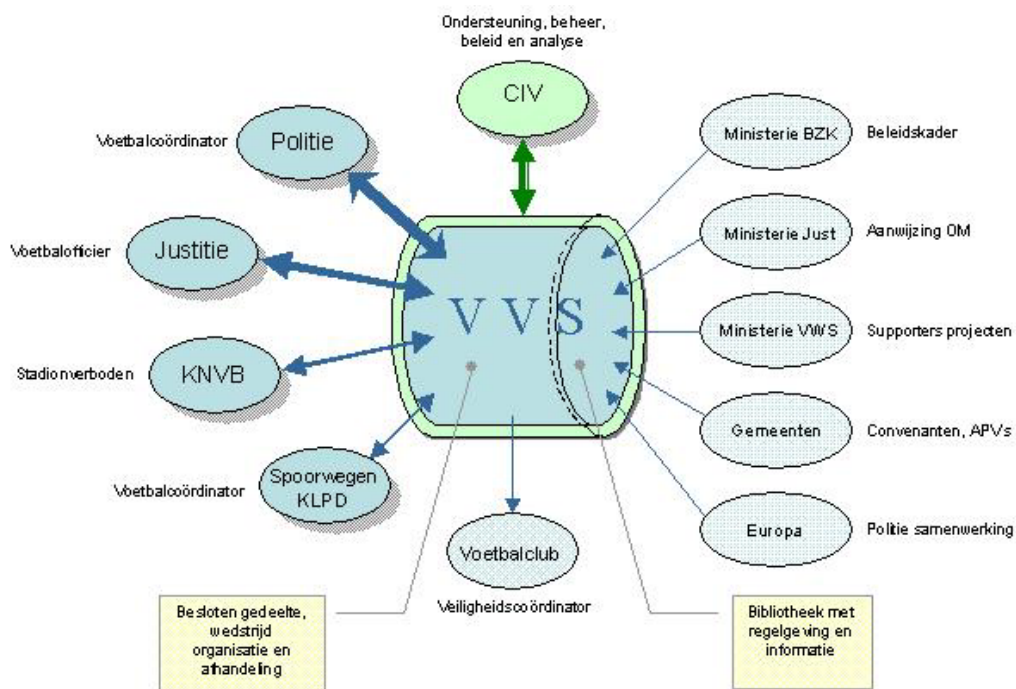 Ondersteuning, beheer,
beleid en analyse
CIV
Voetbalcoördinator
Politie
Ministerie BZK
Beleidskader
Voetbalofficier
Justitie
Ministerie Just
Aanwijzing OM
V V S
Ministerie VWS
Supporters projecten
Stadionverboden
KNVB
Gemeenten
Convenanten, APVs
Voetbalcoördinator
Spoorwegen
KLPD
Voetbalclub
Veiligheidscoördinator
Europa
Politie samenwerking
Besloten gedeelte,
wedstrijd
organisatie en
afhandeling
Bibliotheek met
regelgeving en
informatie